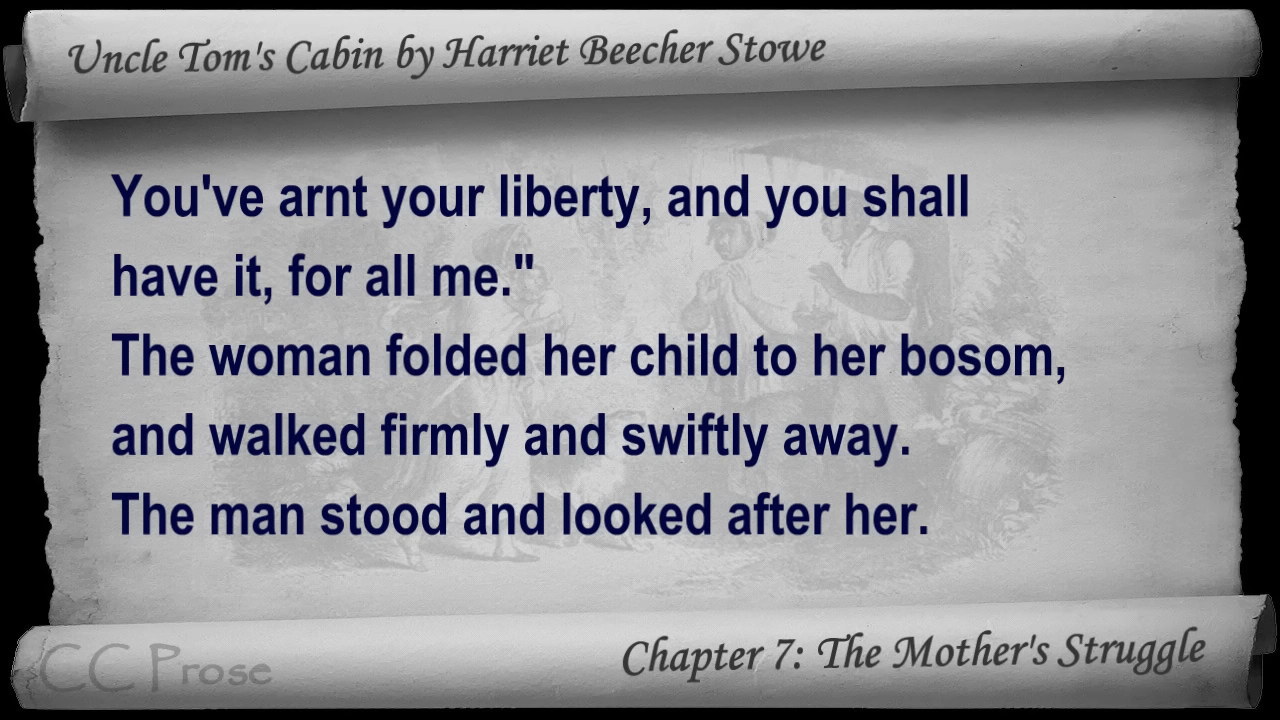 Uncle Tom's Cabin by Harriet Beecher Stowe
You've arnt your liberty, and you shall
have it, for all me."
The woman folded her child to her bosom,
and walked firmly and swiftly away.
The man stood and looked after her.
CC Prose
Chapter 7: The Mother's Struggle